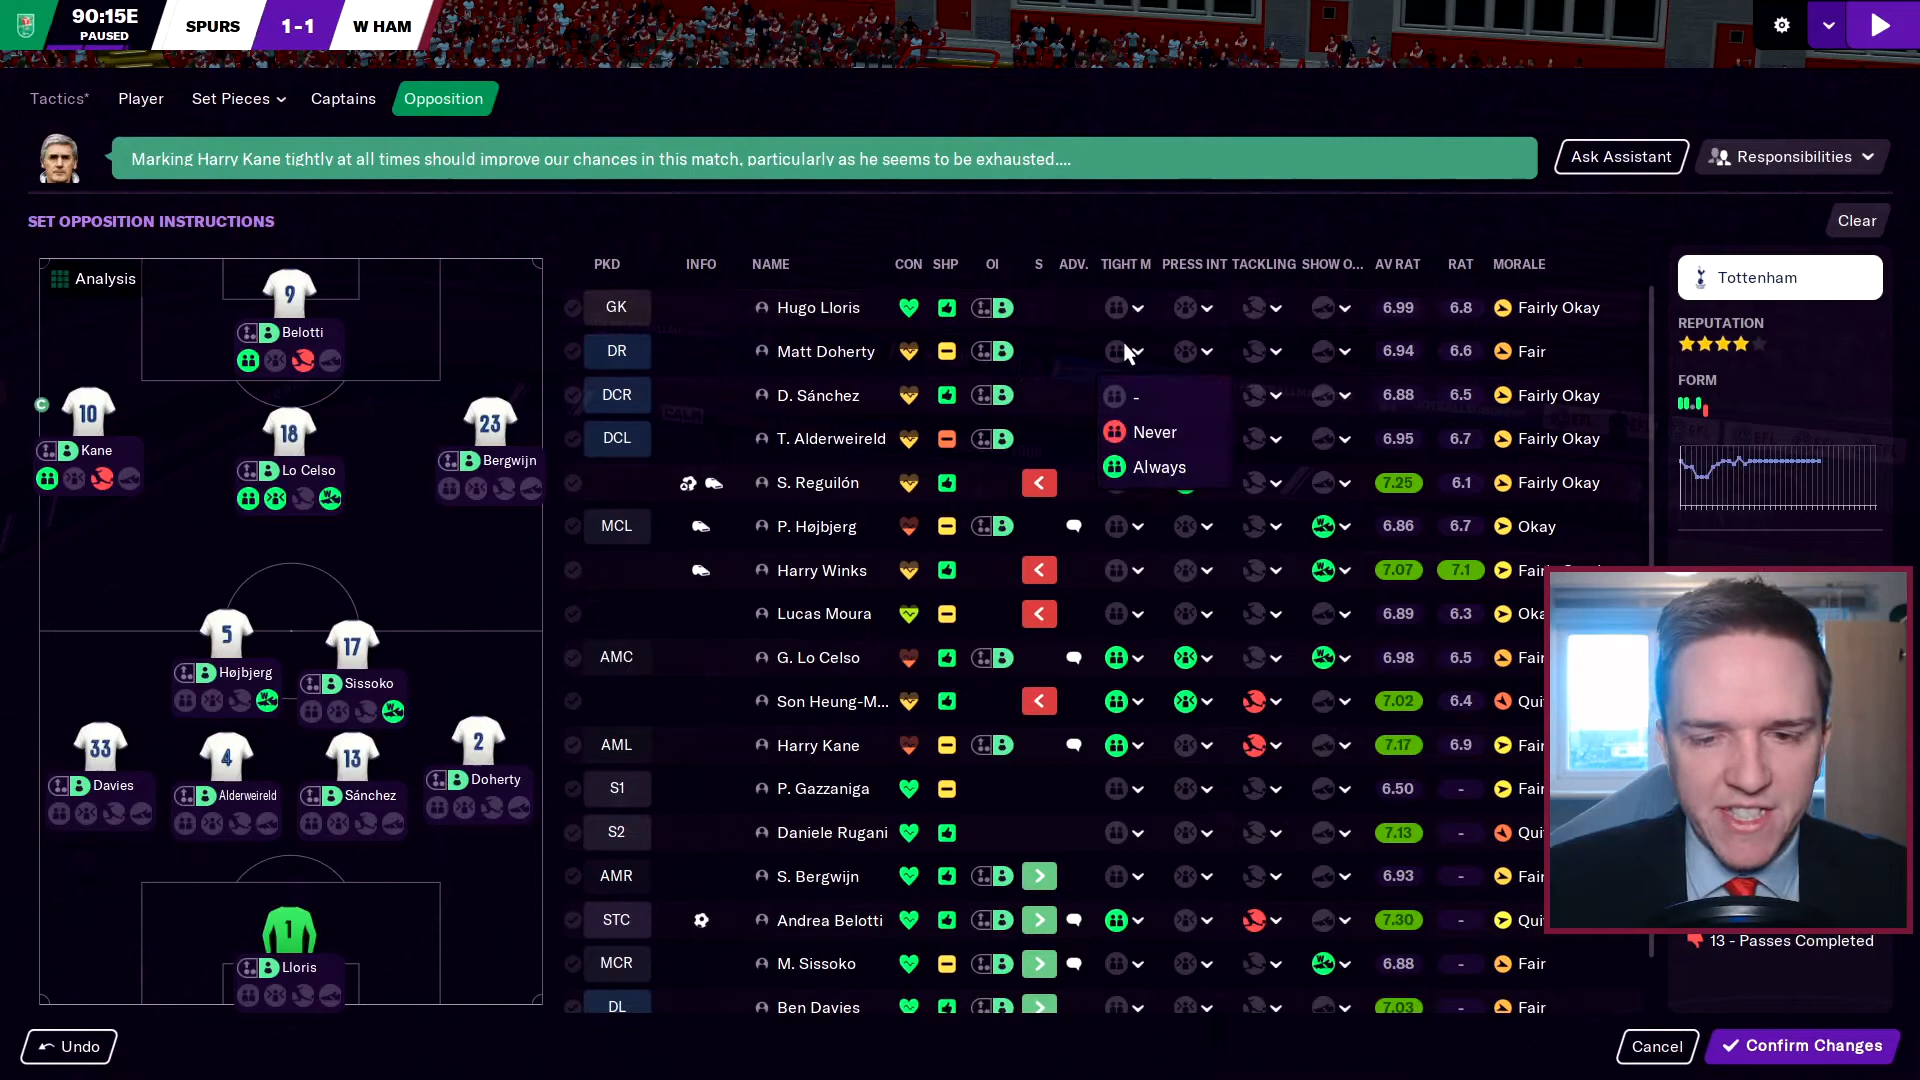 90:15E
PAUSED
SPURS 1-1 W HAM
Tactics* Player Set Pieces Captains Opposition
Marking Harry Kane tightly at all times should improve our chances in this match, particularly as he seems to be exhausted....
Ask Assistant
Responsibilities
SET OPPOSITION INSTRUCTIONS
Clear
Analysis
9
Belotti
10
Kane
18
Lo Celso
23
Bergwijn
5
Højbjerg
17
Sissoko
33
Davies
4
Alderweireld
13
Sánchez
2
Doherty
1
Lloris
PKD INFO NAME CON SHP OI S ADV. TIGHT M PRESS INT TACKLING SHOW O... AV RAT RAT MORALE
GK Hugo Lloris 6.99 6.8 Fairly Okay
DR Matt Doherty 6.94 6.6 Fair
DCR D. Sánchez 6.88 6.5 Fairly Okay
DCL T. Alderweireld 6.95 6.7 Fairly Okay
S. Reguilón 7.25 6.1 Fairly Okay
MCL P. Højbjerg 6.86 6.7 Okay
Harry Winks 7.07 7.1
Lucas Moura 6.89 6.3
AMC G. Lo Celso 6.98 6.5
Son Heung-M... 7.02 6.4
AML Harry Kane 7.17 6.9
S1 P. Gazzaniga 6.50 -
S2 Daniele Rugani 7.13 -
AMR S. Bergwijn 6.93 -
STC Andrea Belotti 7.30 -
MCR M. Sissoko 6.88 - Fair
DL Ben Davies 7.03 - Fair
-
Never
Always
Tottenham
REPUTATION
FORM
13 - Passes Completed
Undo
Cancel
Confirm Changes